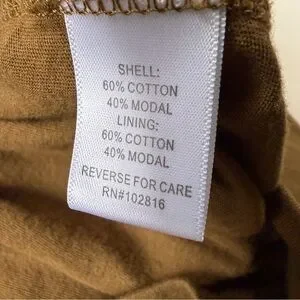 SHELL:
60% COTTON
40% MODAL
LINING:
60% COTTON
40% MODAL
REVERSE FOR CARE
RN#102816